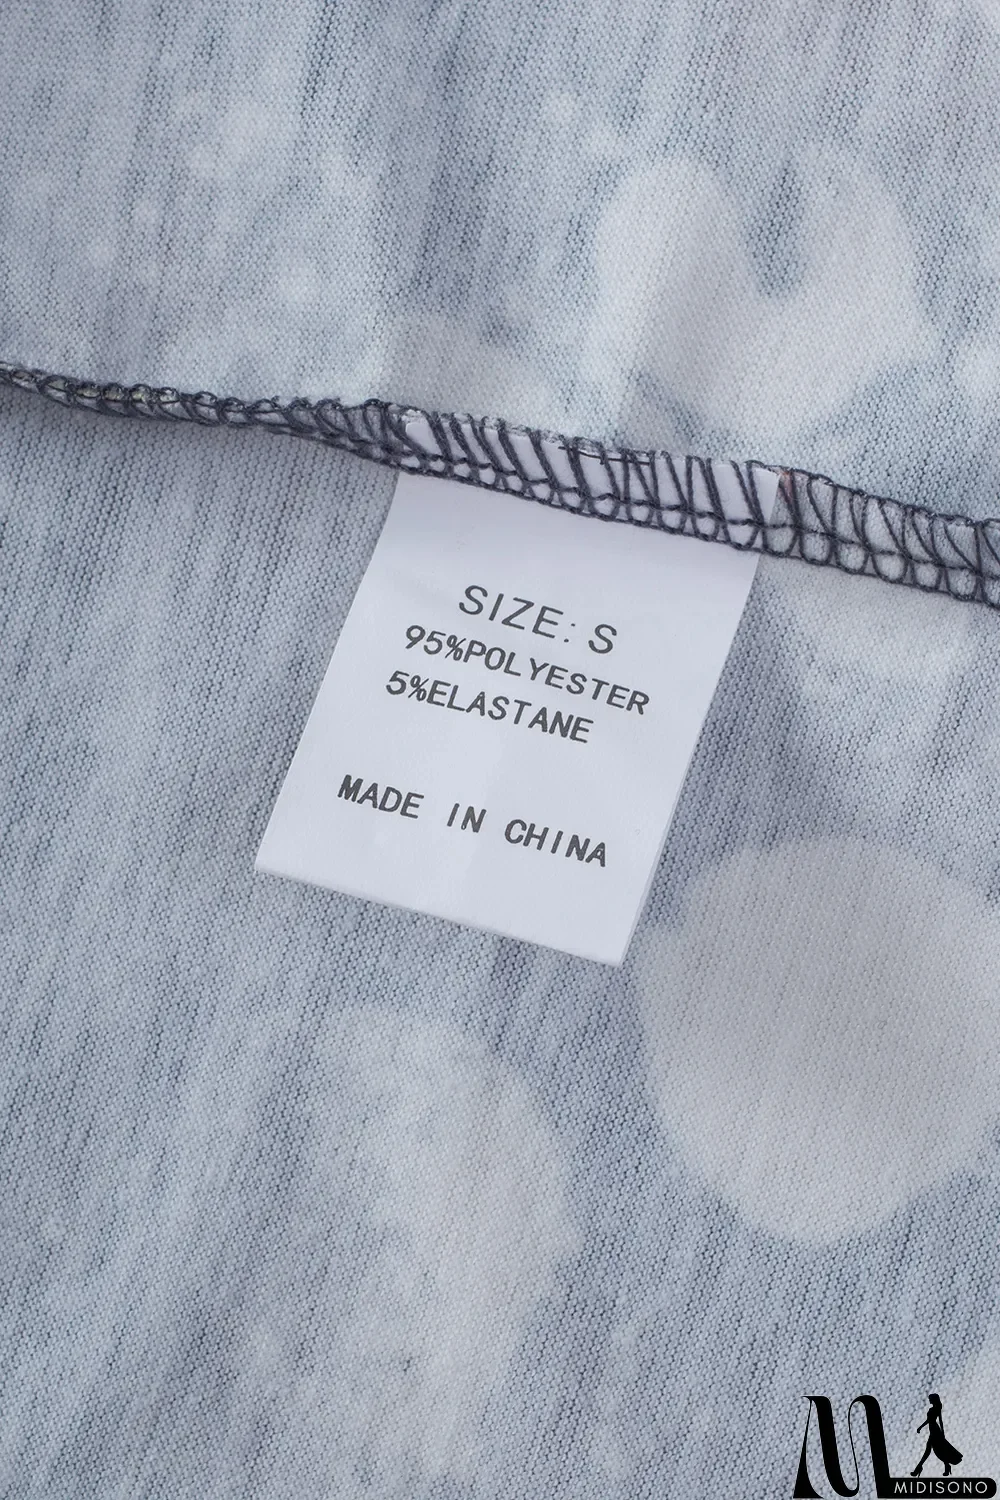 SIZE: S
95%POLYESTER
5%ELASTANE
MADE IN CHINA
M
MIDISONO